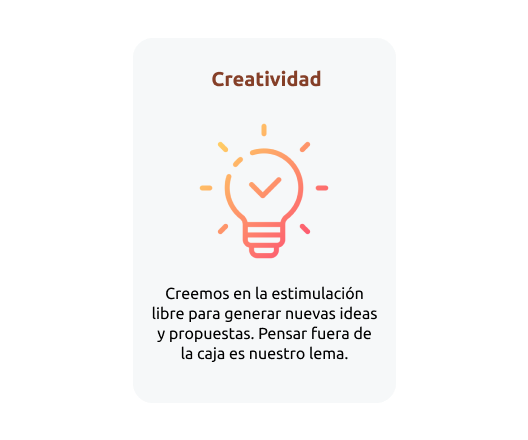 Creatividad
Creemos en la estimulación
libre para generar nuevas ideas
y propuestas. Pensar fuera de
la caja es nuestro lema.